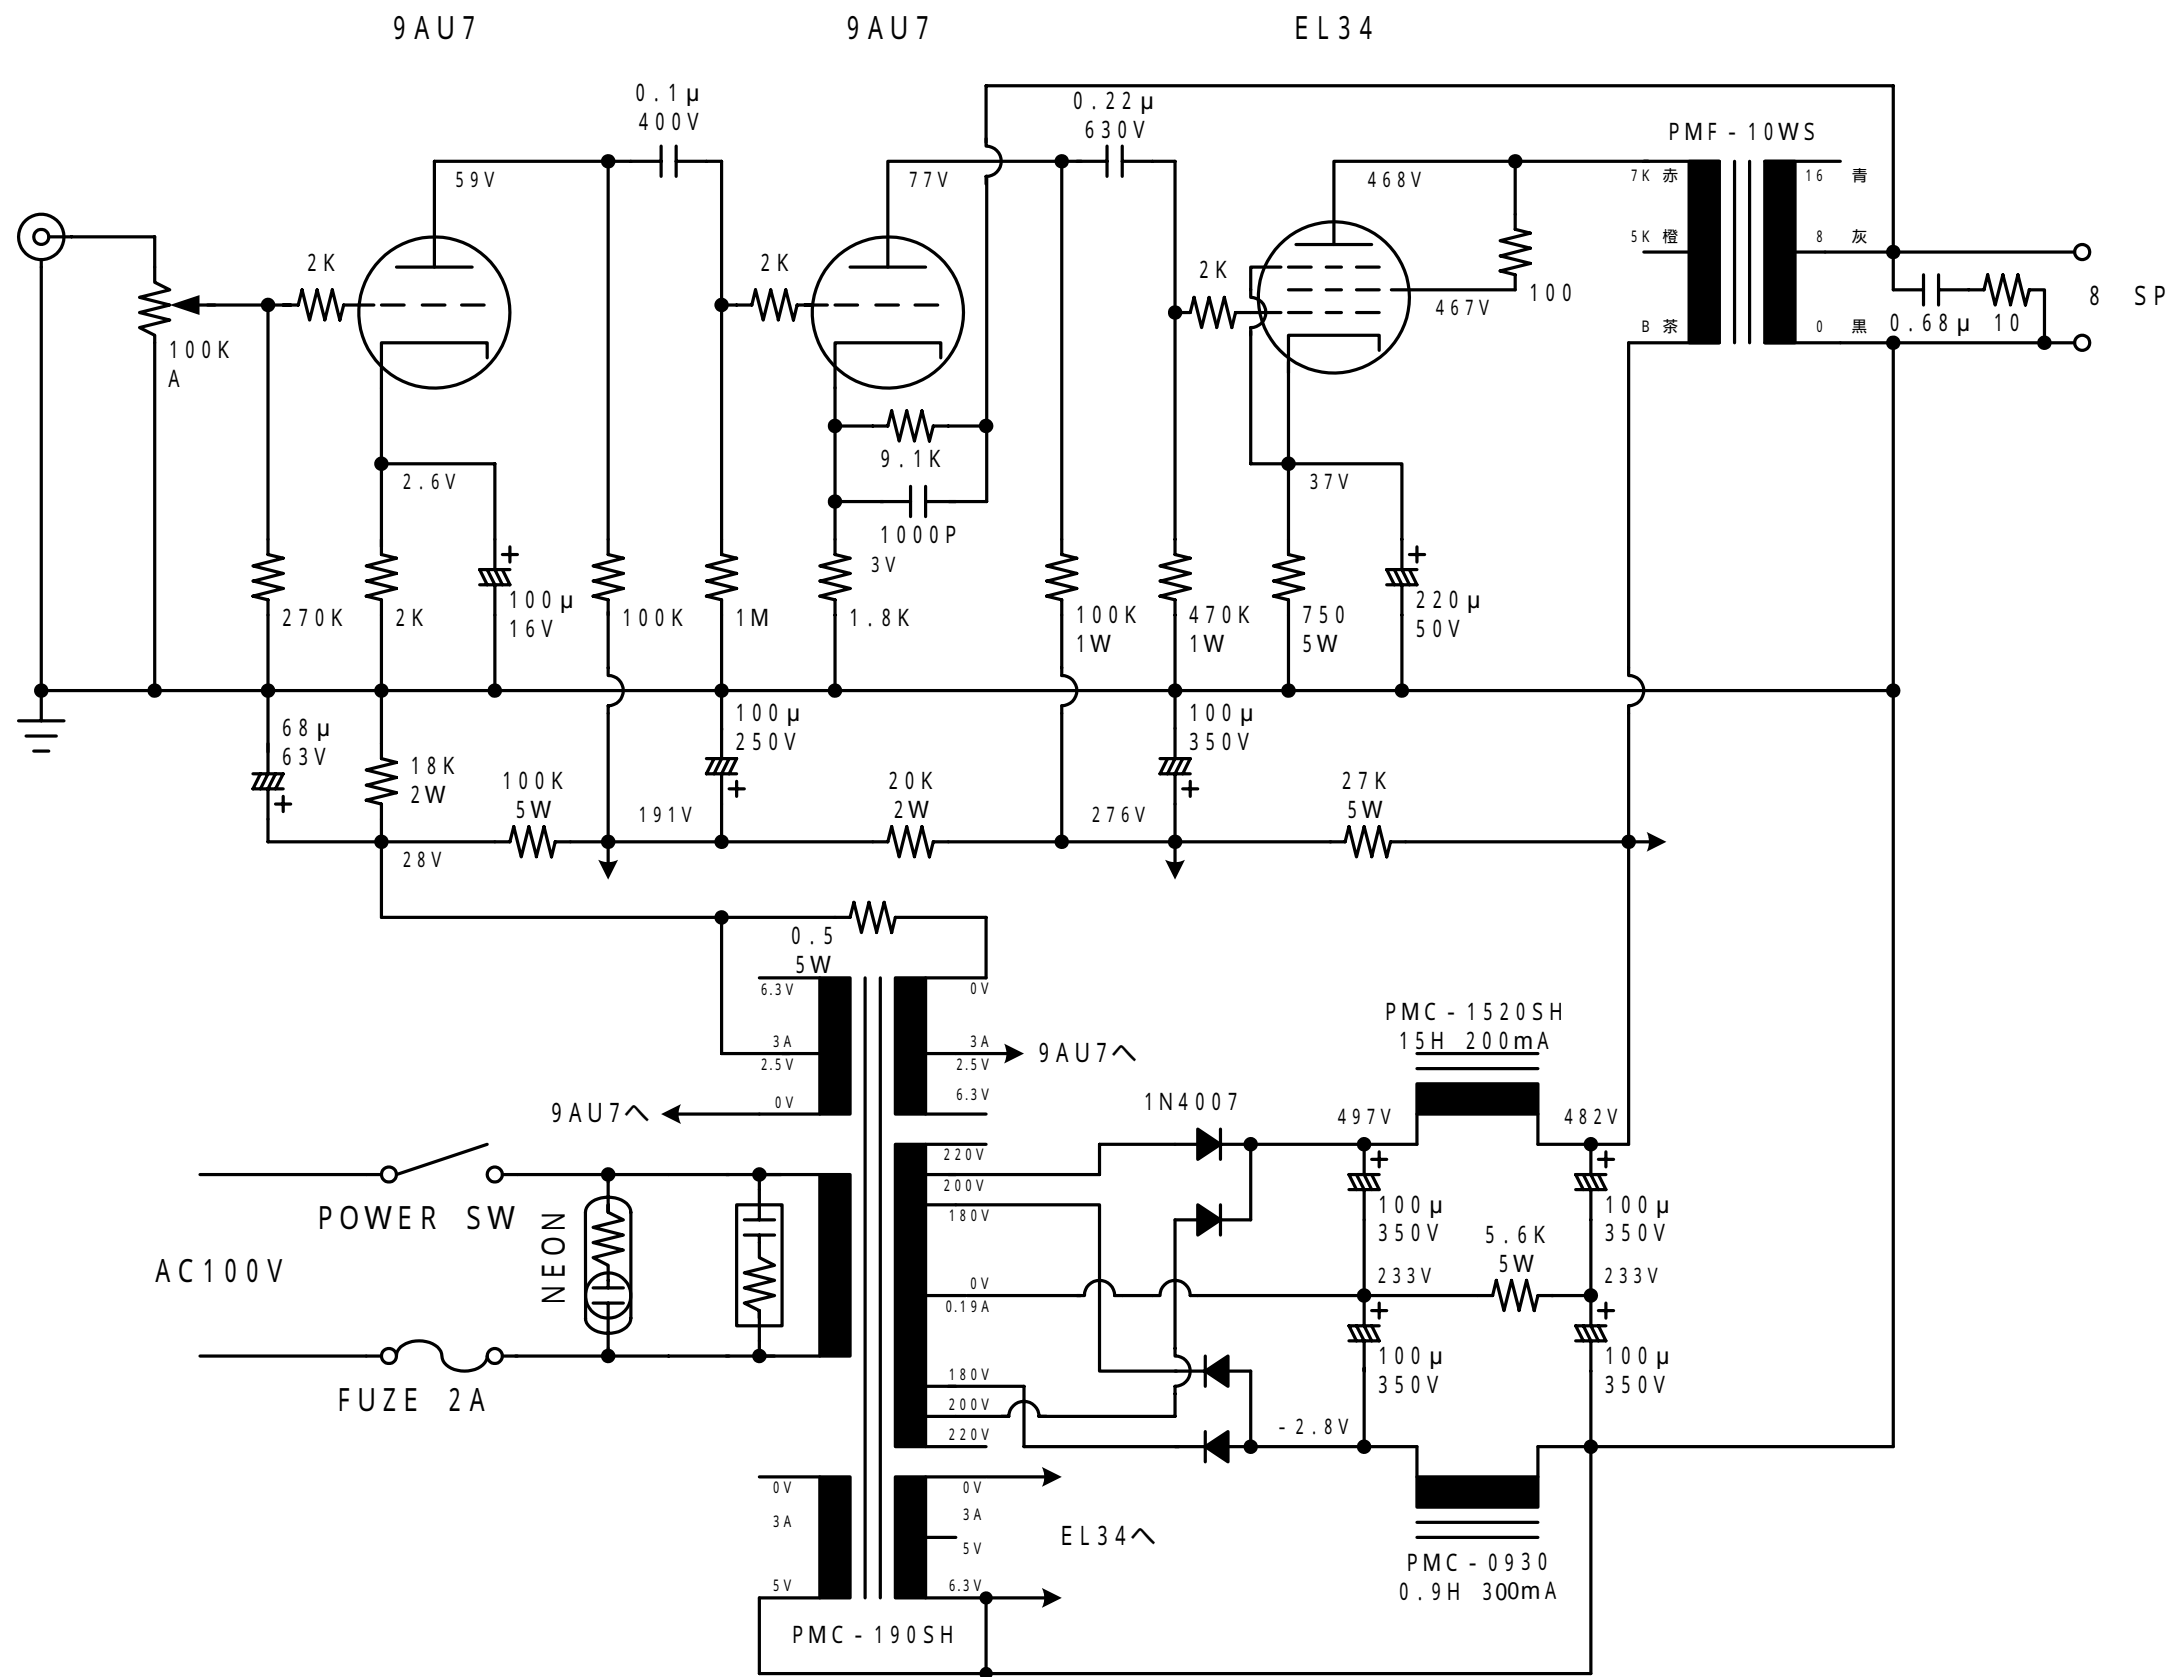 9AU7
9AU7
EL34
0.1μ
400V
0.22μ
630V
PMF-10WS
59V
77V
468V
7K 赤
16 青
2K
2K
2K
5K 橙
8 灰
100
467V
8 SP
100K
A
B 茶
0 黒
0.68μ
10
9.1K
2.6V
37V
1000P
3V
270K
2K
100μ
16V
100K
1M
1.8K
100K
1W
470K
1W
750
5W
220μ
50V
68μ
63V
100μ
250V
100μ
350V
18K
2W
100K
5W
191V
20K
2W
276V
27K
5W
28V
0.5
5W
6.3V
0V
3A
2.5V
3A
2.5V
9AU7へ
6.3V
0V
9AU7へ
PMC-1520SH
15H 200mA
1N4007
497V
482V
220V
200V
180V
POWER SW
NEON
AC100V
FUZE 2A
100μ
350V
100μ
350V
5.6K
5W
0V
0.19A
233V
233V
180V
200V
220V
100μ
350V
100μ
350V
-2.8V
0V
3A
5V
0V
3A
5V
6.3V
EL34へ
PMC-0930
0.9H 300mA
PMC-190SH